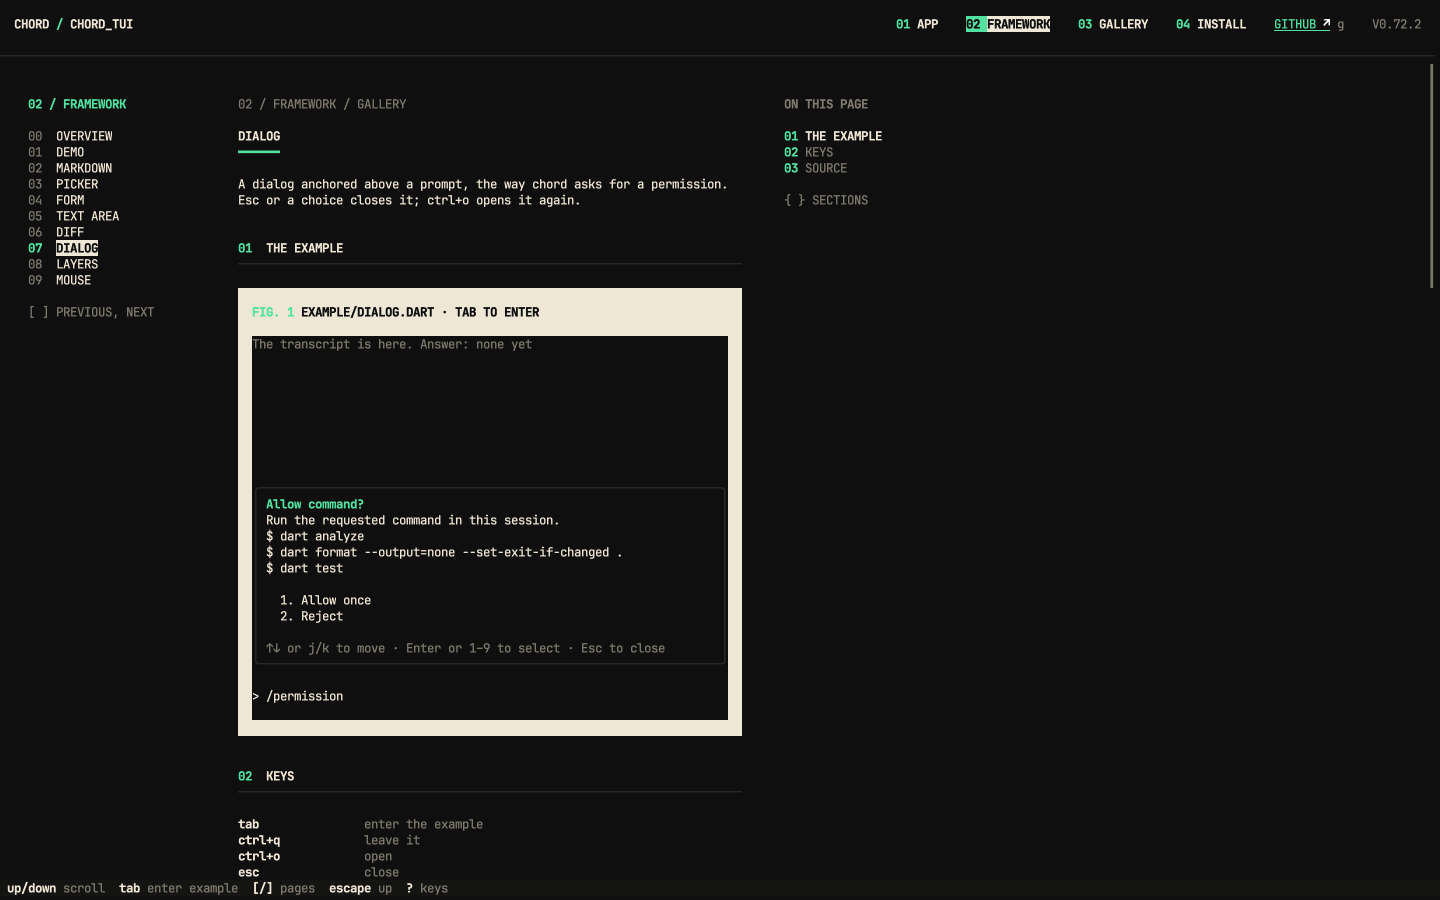 CHORD / CHORD_TUI
01 APP 02 FRAMEWORK 03 GALLERY 04 INSTALL GITHUB ↗ g V0.72.2
02 / FRAMEWORK
00 OVERVIEW
01 DEMO
02 MARKDOWN
03 PICKER
04 FORM
05 TEXT AREA
06 DIFF
07 DIALOG
08 LAYERS
09 MOUSE
[ ] PREVIOUS, NEXT
02 / FRAMEWORK / GALLERY
DIALOG
A dialog anchored above a prompt, the way chord asks for a permission.
Esc or a choice closes it; ctrl+o opens it again.
01 THE EXAMPLE
FIG. 1 EXAMPLE/DIALOG.DART · TAB TO ENTER
The transcript is here. Answer: none yet
Allow command?
Run the requested command in this session.
$ dart analyze
$ dart format --output=none --set-exit-if-changed .
$ dart test
1. Allow once
2. Reject
↑↓ or j/k to move · Enter or 1–9 to select · Esc to close
> /permission
02 KEYS
tab enter the example
ctrl+q leave it
ctrl+o open
esc close
ON THIS PAGE
01 THE EXAMPLE
02 KEYS
03 SOURCE
{ } SECTIONS
up/down scroll tab enter example [/] pages escape up ? keys